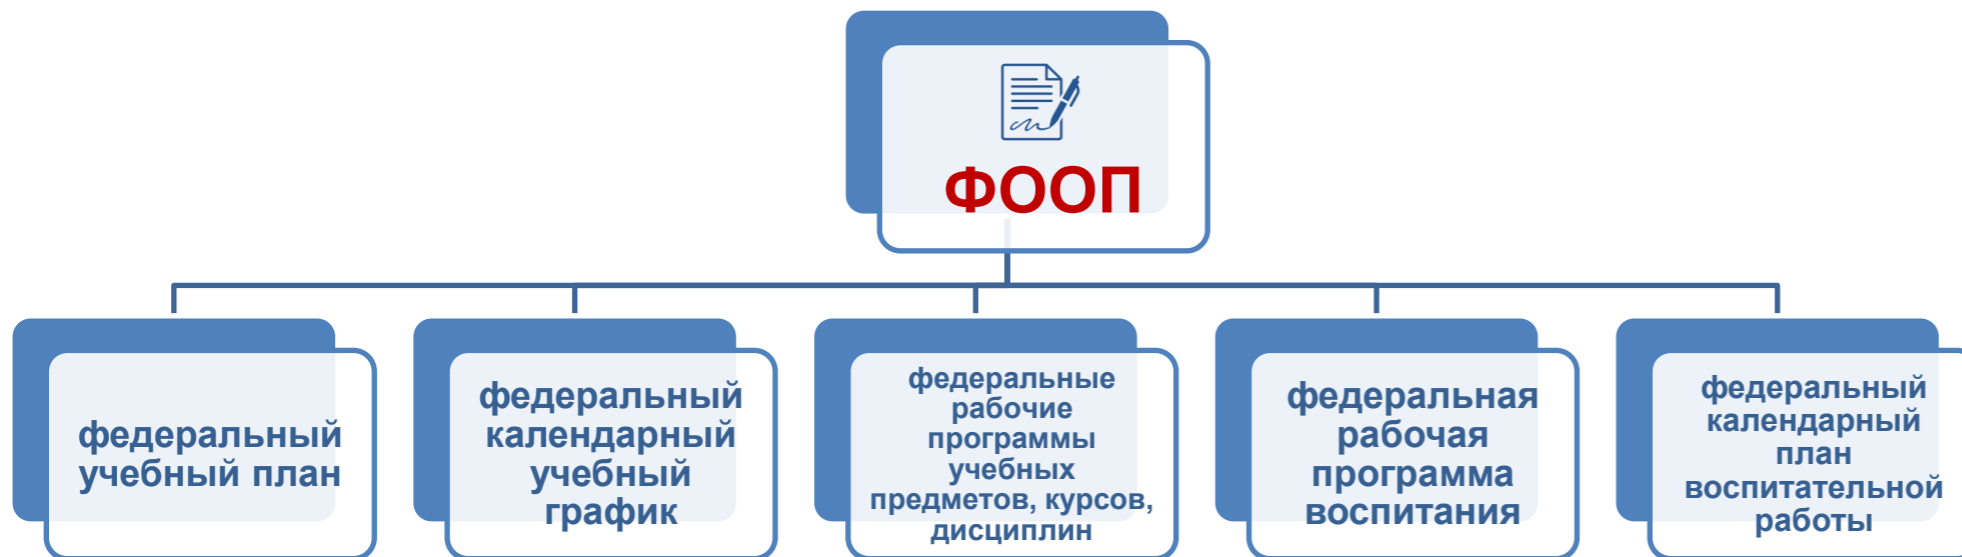 ФООП
федеральный
учебный план
федеральный
календарный
учебный
график
федеральные
рабочие
программы
учебных
предметов, курсов,
дисциплин
федеральная
рабочая
программа
воспитания
федеральный
календарный
план
воспитательной
работы